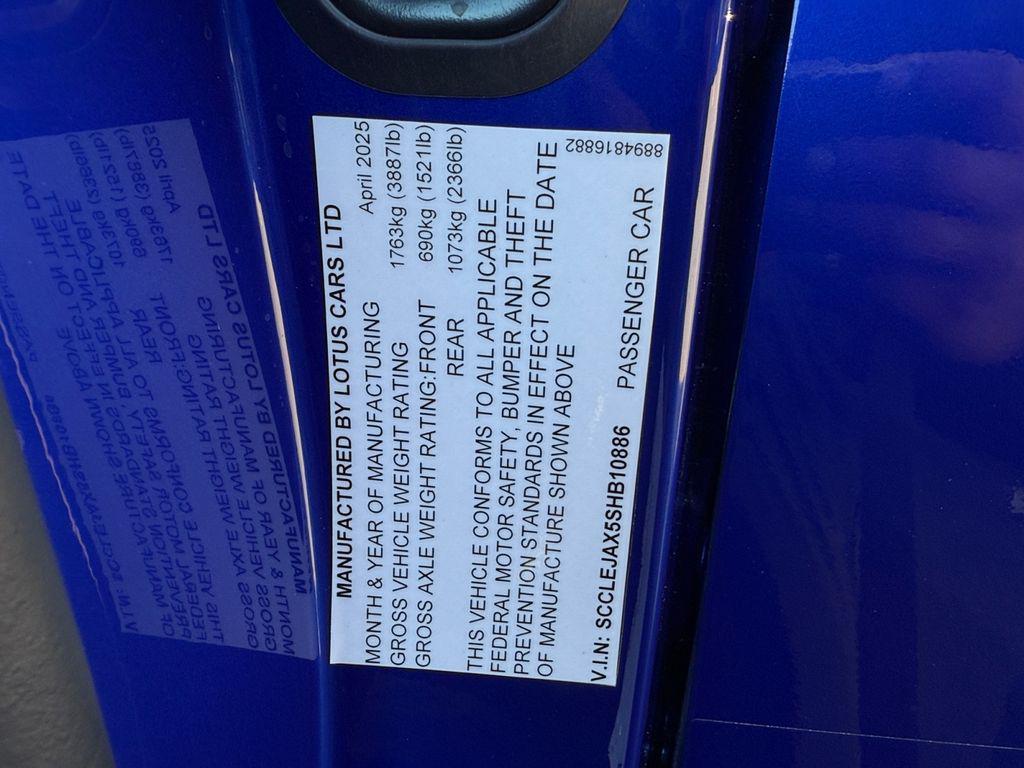 MANUFACTURED BY LOTUS CARS LTD
MONTH & YEAR OF MANUFACTURING April 2025
GROSS VEHICLE WEIGHT RATING 1763kg (3887lb)
GROSS AXLE WEIGHT RATING:FRONT 690kg (1521lb)
REAR 1073kg (2366lb)
THIS VEHICLE CONFORMS TO ALL APPLICABLE
FEDERAL MOTOR SAFETY, BUMPER AND THEFT
PREVENTION STANDARDS IN EFFECT ON THE DATE
OF MANUFACTURE SHOWN ABOVE
8894816882
V.I.N: SCCLEJAX5SHB10886 PASSENGER CAR